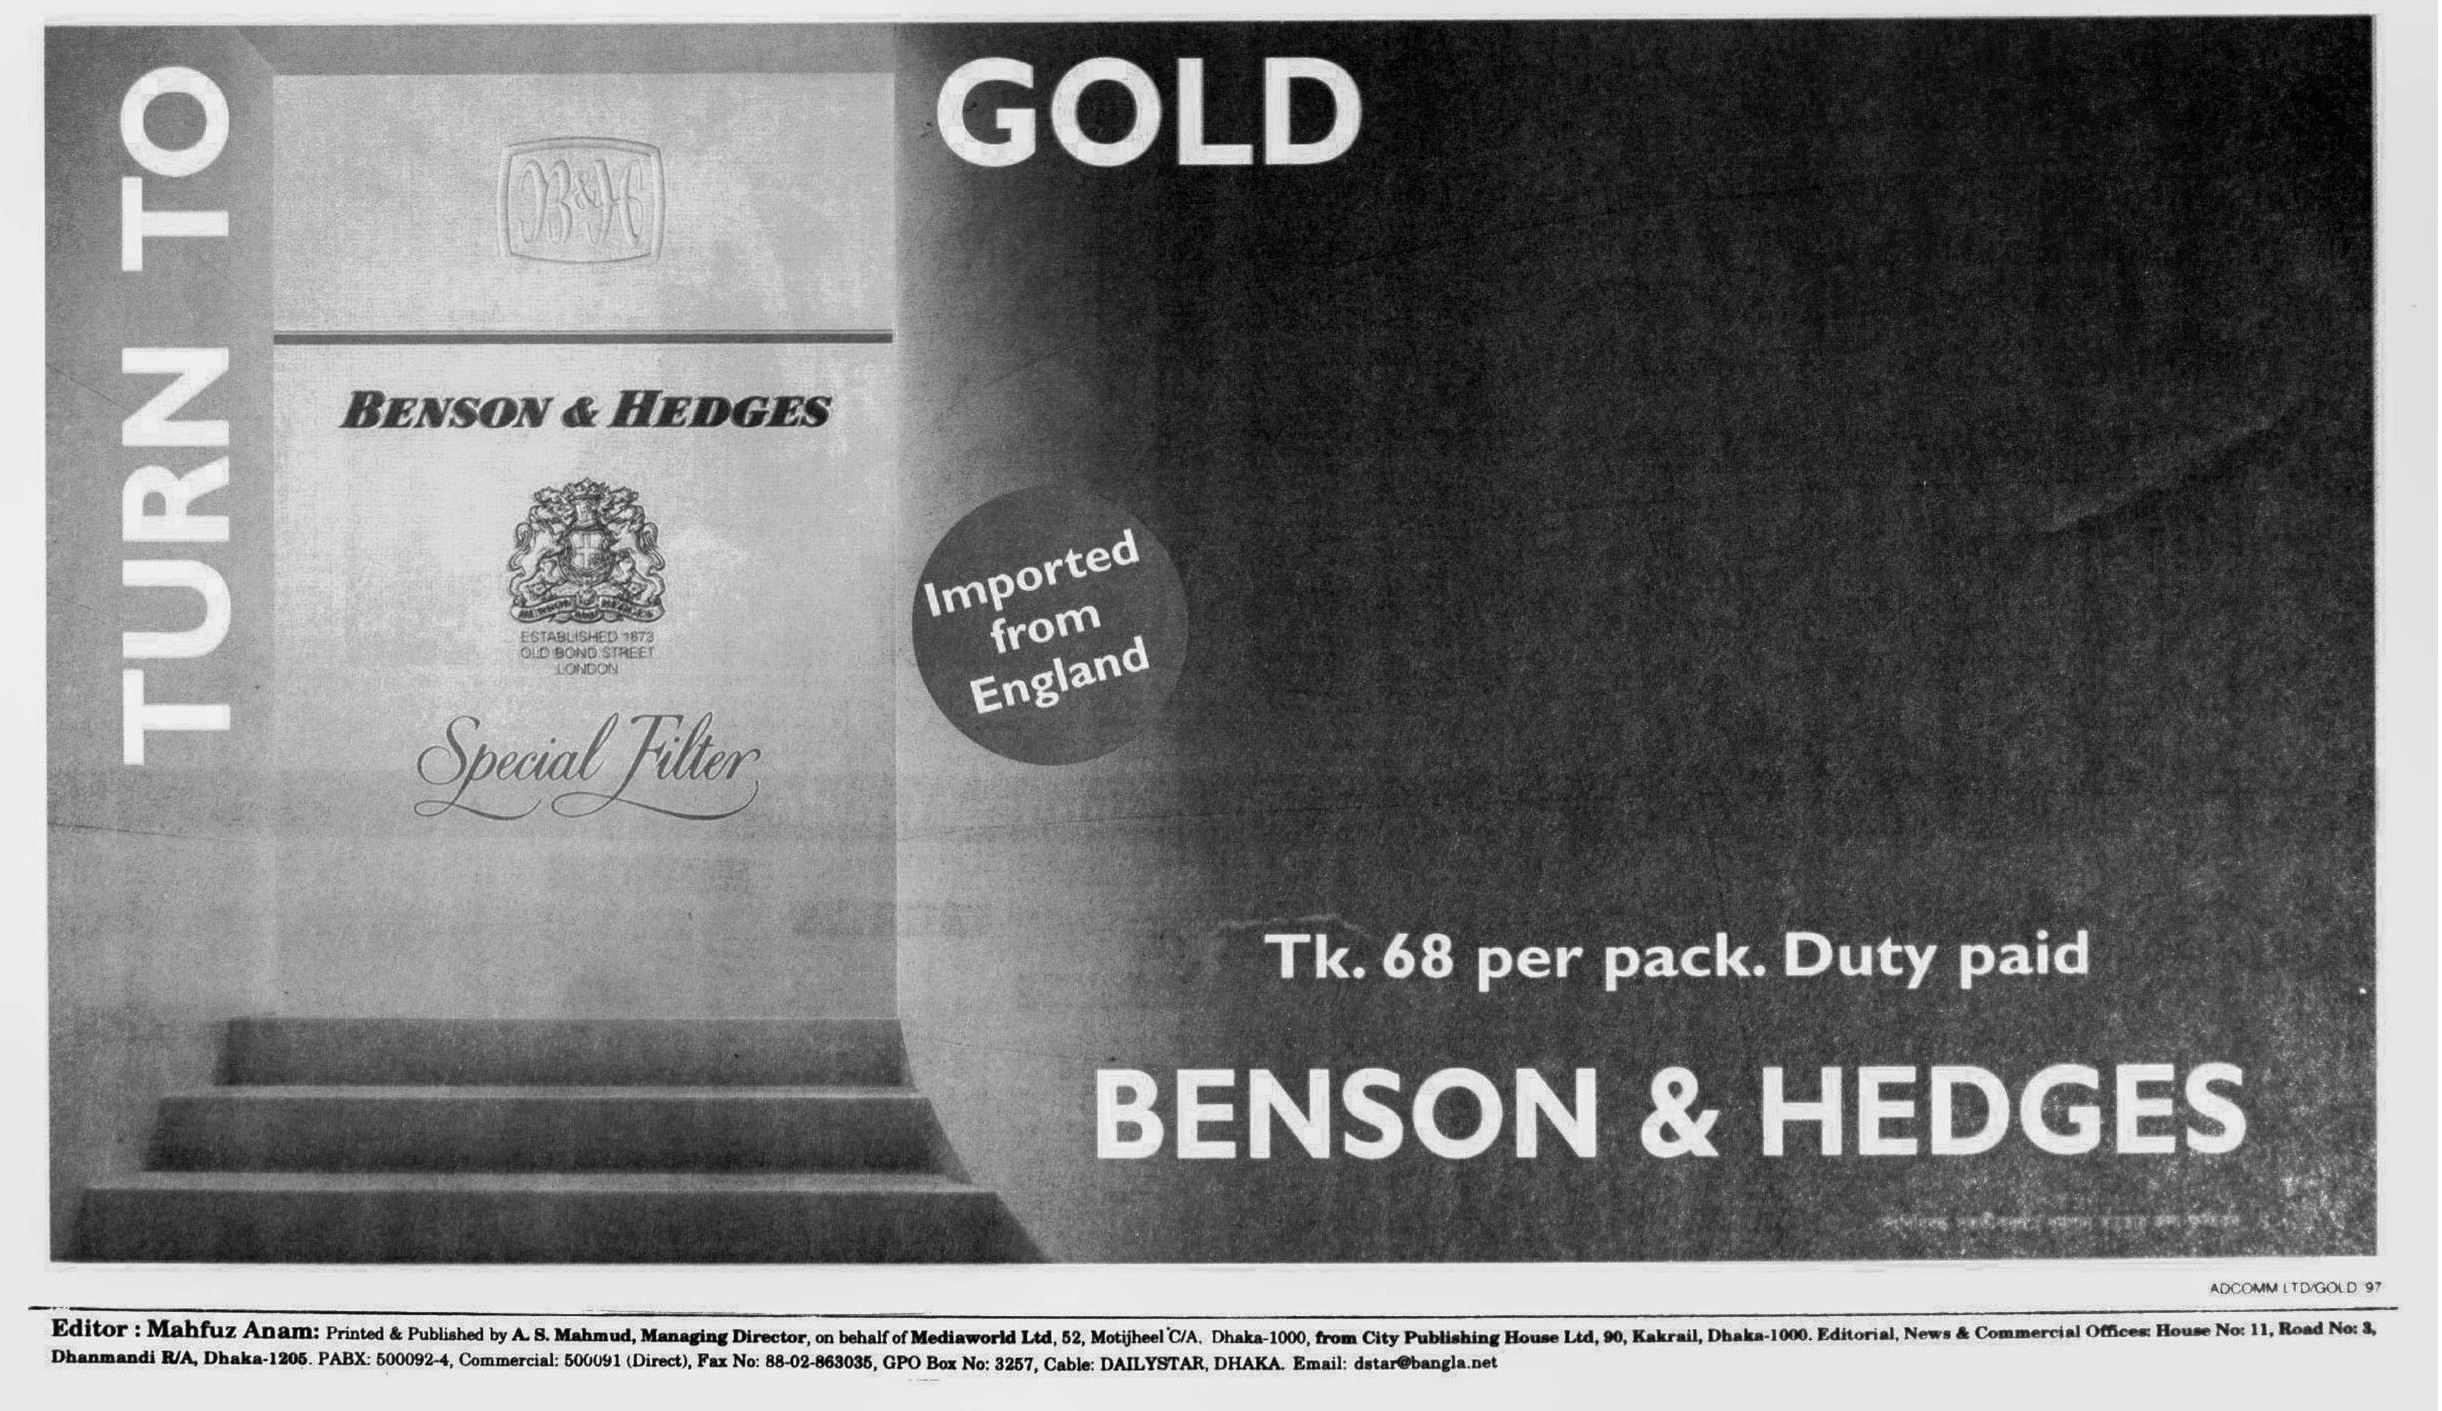 TURN TO
GOLD
B&H
BENSON & HEDGES
BENSON AND HEDGES
ESTABLISHED 1873
OLD BOND STREET
LONDON
Special Filter
Imported
from
England
Tk. 68 per pack. Duty paid
BENSON & HEDGES
ADCOMM LTD/GOLD 97
Editor : Mahfuz Anam: Printed & Published by A. S. Mahmud, Managing Director, on behalf of Mediaworld Ltd, 52, Motijheel C/A, Dhaka-1000, from City Publishing House Ltd, 90, Kakrail, Dhaka-1000. Editorial, News & Commercial Offices: House No: 11, Road No: 3,
Dhanmandi R/A, Dhaka-1205. PABX: 500092-4, Commercial: 500091 (Direct), Fax No: 88-02-863035, GPO Box No: 3257, Cable: DAILYSTAR, DHAKA. Email: dstar@bangla.net